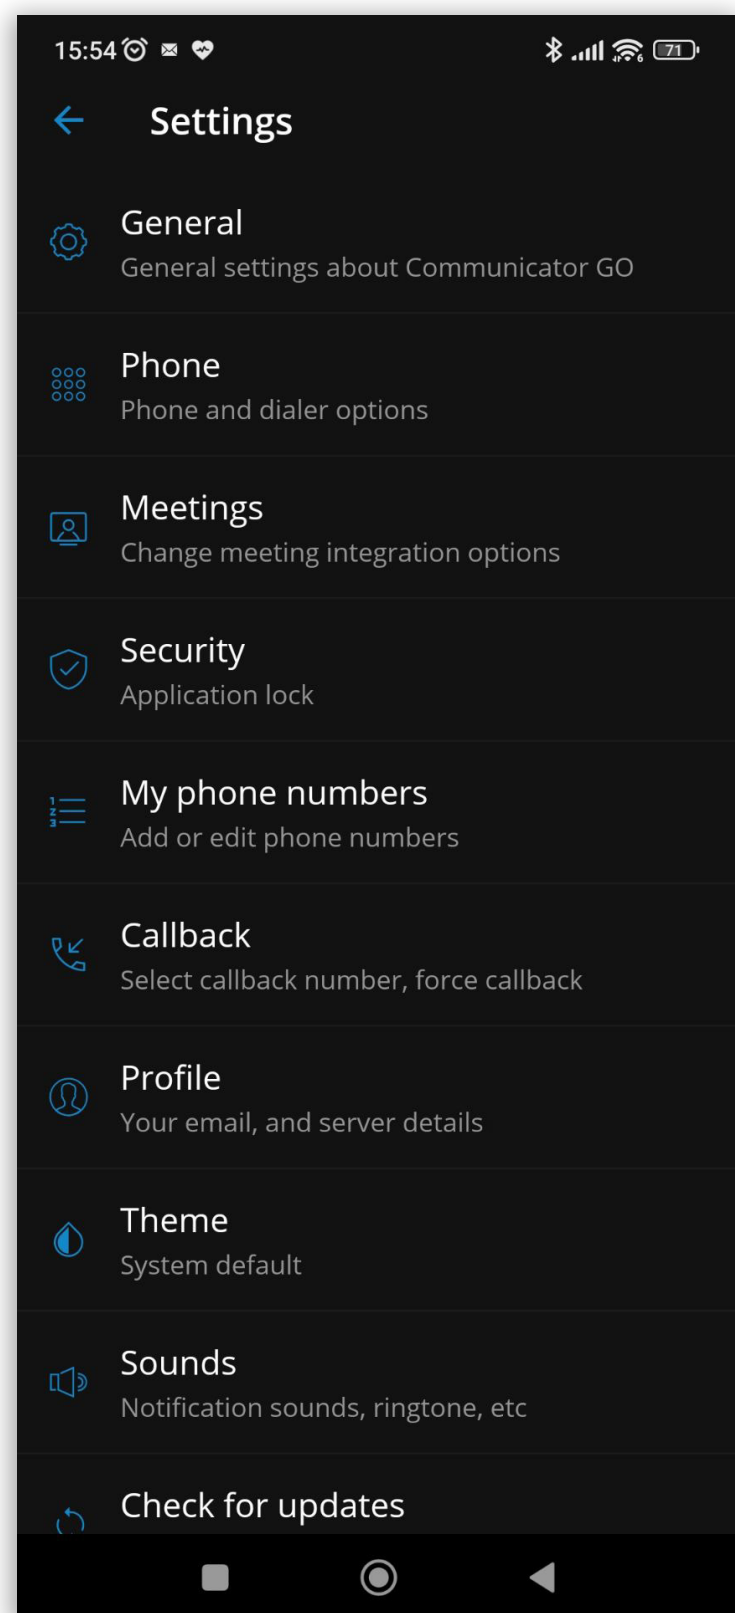 15:54
71
Settings
General
General settings about Communicator GO
Phone
Phone and dialer options
Meetings
Change meeting integration options
Security
Application lock
My phone numbers
Add or edit phone numbers
Callback
Select callback number, force callback
Profile
Your email, and server details
Theme
System default
Sounds
Notification sounds, ringtone, etc
Check for updates